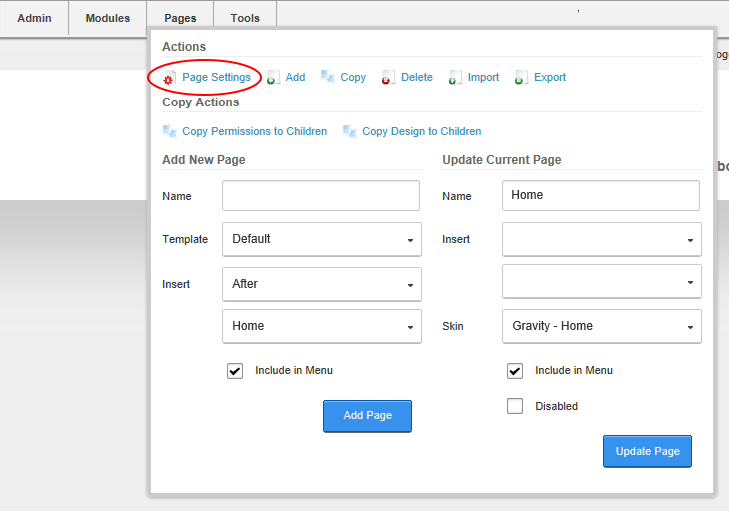 Admin Modules Pages Tools
Actions
Page Settings Add Copy Delete Import Export
Copy Actions
Copy Permissions to Children Copy Design to Children
Add New Page Update Current Page
Name Name Home
Template Default Insert
Insert After
Home Skin Gravity - Home
Include in Menu Include in Menu
Add Page Disabled
Update Page